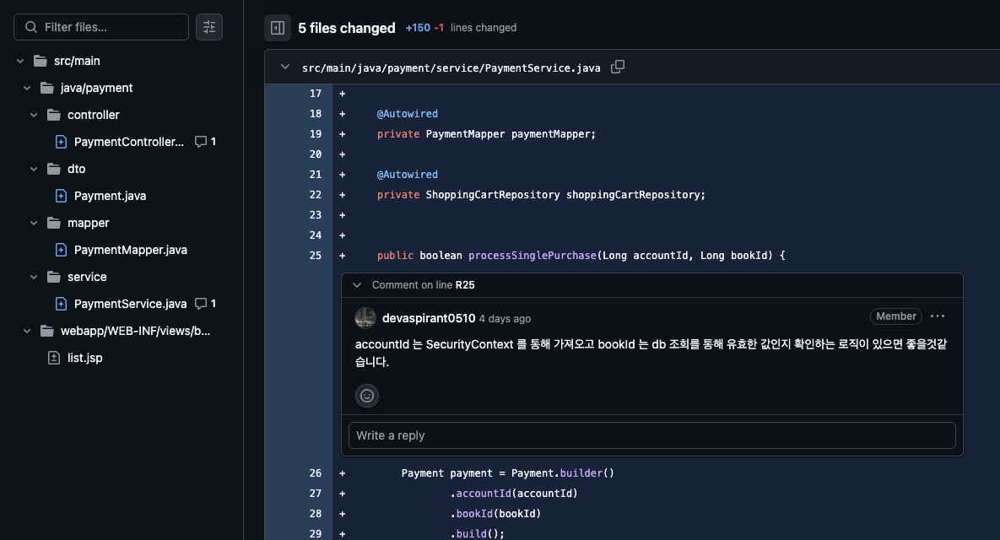 Filter files...
src/main
java/payment
controller
PaymentController... 1
dto
Payment.java
mapper
PaymentMapper.java
service
PaymentService.java 1
webapp/WEB-INF/views/b...
list.jsp
5 files changed +150 -1 lines changed
src/main/java/payment/service/PaymentService.java
17 +
18 + @Autowired
19 + private PaymentMapper paymentMapper;
20 +
21 + @Autowired
22 + private ShoppingCartRepository shoppingCartRepository;
23 +
24 +
25 + public boolean processSinglePurchase(Long accountId, Long bookId) {
Comment on line R25
devaspirant0510 4 days ago Member ...
accountId 는 SecurityContext 를 통해 가져오고 bookId 는 db 조회를 통해 유효한 값인지 확인하는 로직이 있으면 좋을것같
습니다.
Write a reply
26 + Payment payment = Payment.builder()
27 + .accountId(accountId)
28 + .bookId(bookId)
29 + .build();